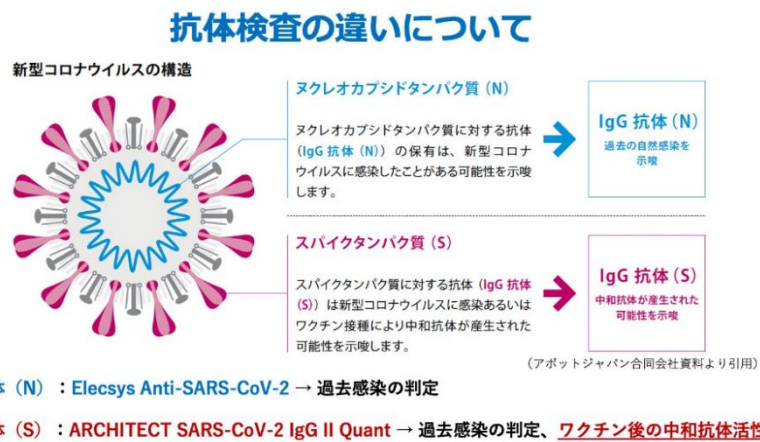 抗体検査の違いについて
新型コロナウイルスの構造
ヌクレオカプシドタンパク質（N）
ヌクレオカプシドタンパク質に対する抗体
（IgG 抗体（N））の保有は、新型コロナ
ウイルスに感染したことがある可能性を示唆
します。
IgG 抗体（N）
過去の自然感染を
示唆
スパイクタンパク質（S）
スパイクタンパク質に対する抗体（IgG 抗体
（S））は新型コロナウイルスに感染あるいは
ワクチン接種により中和抗体が産生された
可能性を示唆します。
IgG 抗体（S）
中和抗体が産生された
可能性を示唆
（アボットジャパン合同会社資料より引用）
体（N）：Elecsys Anti-SARS-CoV-2 → 過去感染の判定
体（S）：ARCHITECT SARS-CoV-2 IgG II Quant → 過去感染の判定、ワクチン後の中和抗体活性